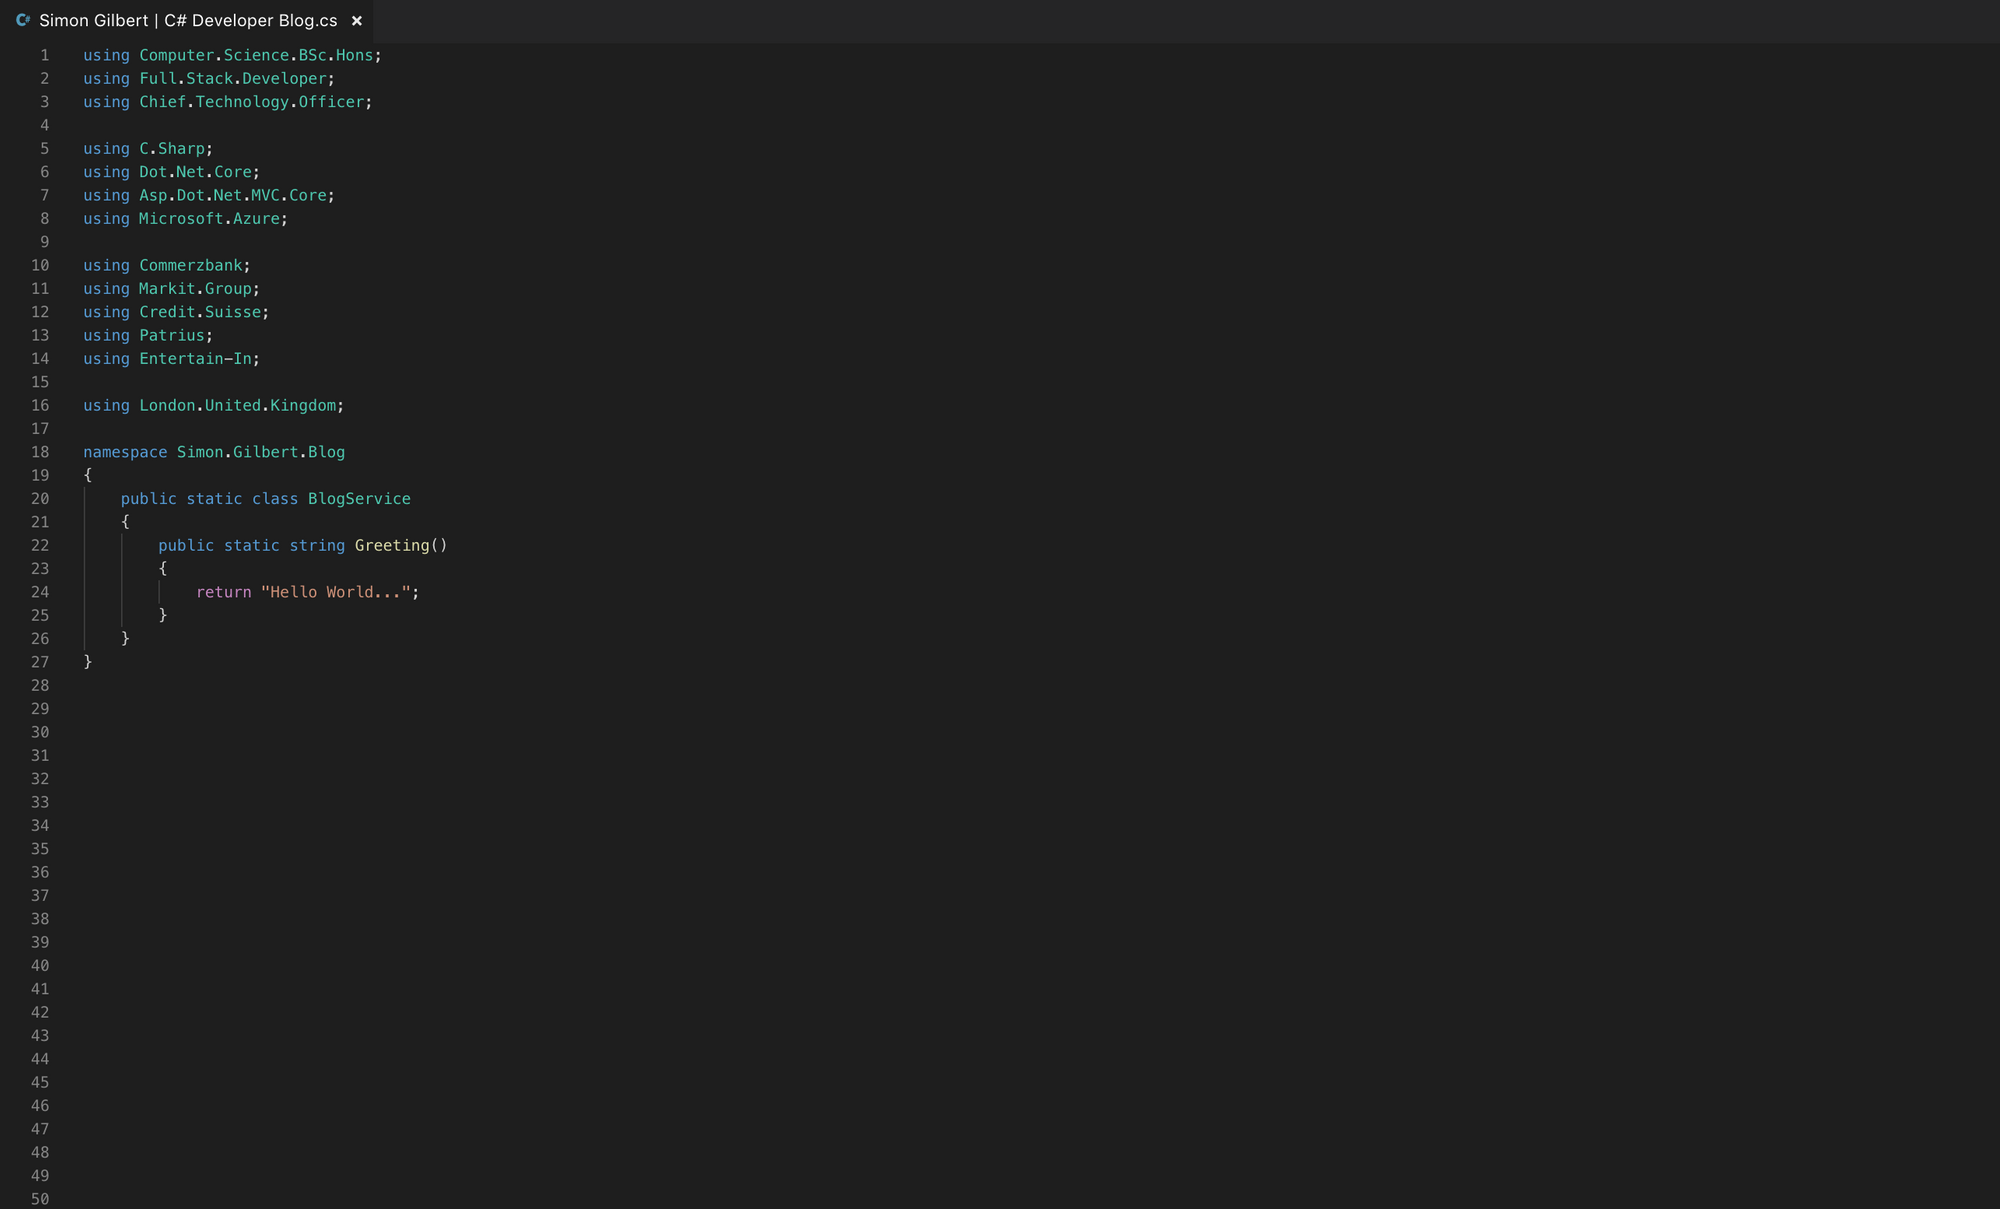 C# Simon Gilbert | C# Developer Blog.cs ×
1 using Computer.Science.BSc.Hons;
2 using Full.Stack.Developer;
3 using Chief.Technology.Officer;
4
5 using C.Sharp;
6 using Dot.Net.Core;
7 using Asp.Dot.Net.MVC.Core;
8 using Microsoft.Azure;
9
10 using Commerzbank;
11 using Markit.Group;
12 using Credit.Suisse;
13 using Patrius;
14 using Entertain-In;
15
16 using London.United.Kingdom;
17
18 namespace Simon.Gilbert.Blog
19 {
20     public static class BlogService
21     {
22         public static string Greeting()
23         {
24             return "Hello World...";
25         }
26     }
27 }
28
29
30
31
32
33
34
35
36
37
38
39
40
41
42
43
44
45
46
47
48
49
50